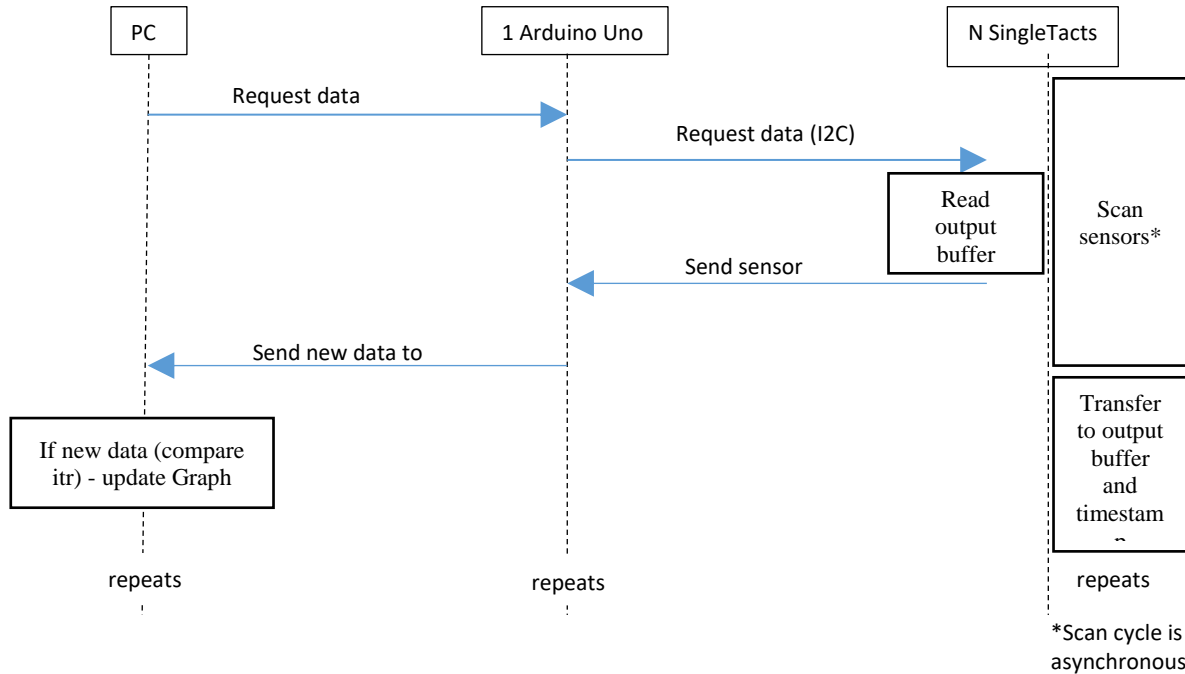 PC
1 Arduino Uno
N SingleTacts
Request data
Request data (I2C)
Read
output
buffer
Scan
sensors*
Send sensor
Send new data to
If new data (compare
itr) - update Graph
Transfer
to output
buffer
and
timestam
repeats
repeats
repeats
*Scan cycle is
asynchronous